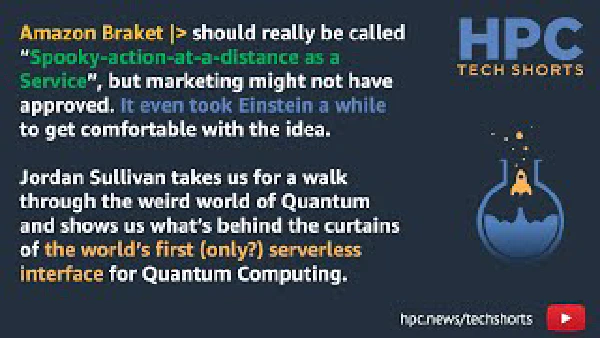 Amazon Braket |> should really be called
"Spooky-action-at-a-distance as a
Service", but marketing might not have
approved. It even took Einstein a while
to get comfortable with the idea.
Jordan Sullivan takes us for a walk
through the weird world of Quantum
and shows us what's behind the curtains
of the world's first (only?) serverless
interface for Quantum Computing.
HPC
TECH SHORTS
hpc.news/techshorts